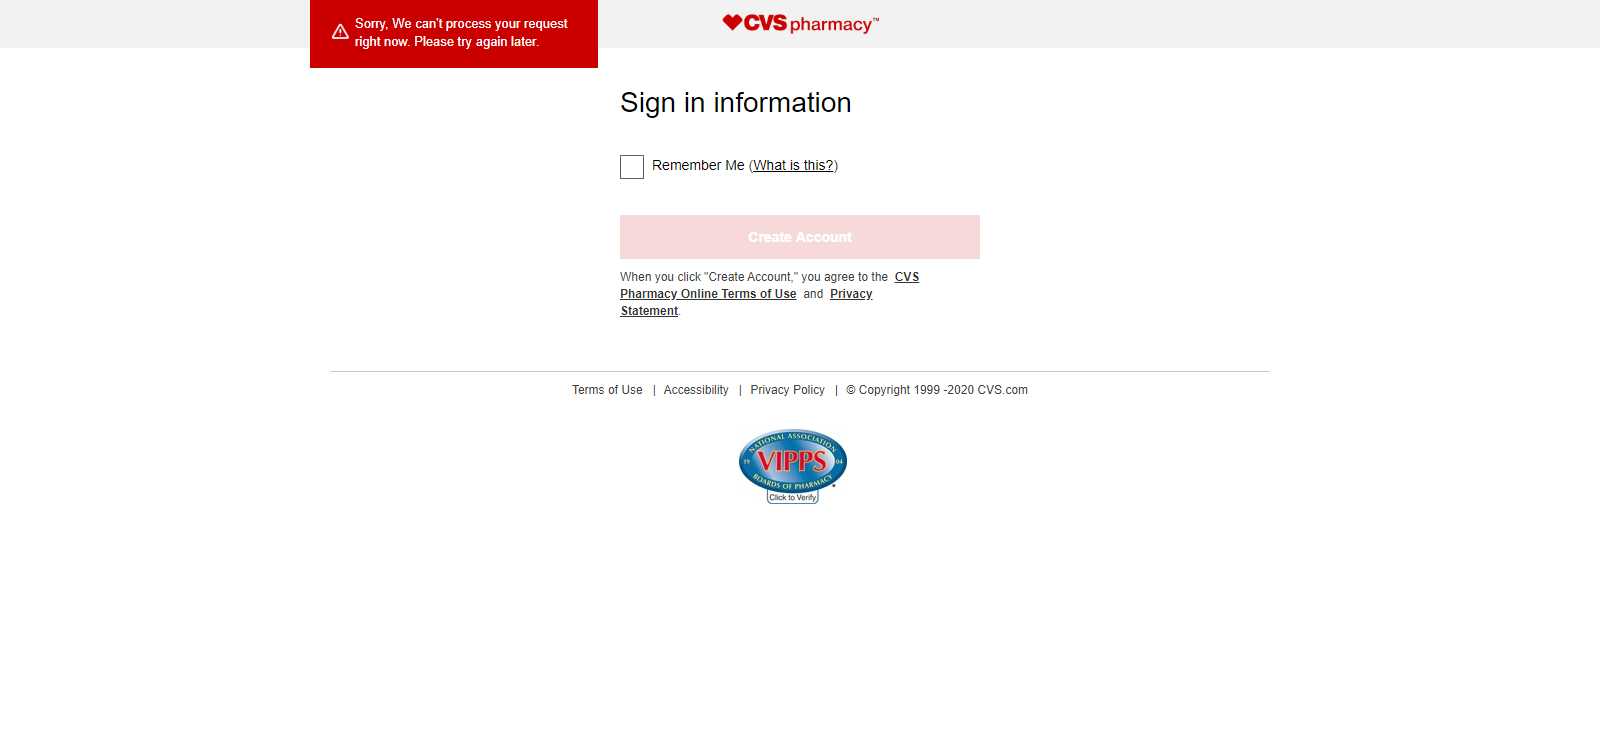 Sorry, We can't process your request
right now. Please try again later.
CVS pharmacy™
Sign in information
Remember Me (What is this?)
Create Account
When you click "Create Account," you agree to the CVS
Pharmacy Online Terms of Use and Privacy
Statement.
Terms of Use | Accessibility | Privacy Policy | © Copyright 1999 -2020 CVS.com
NATIONAL ASSOCIATION
19 VIPPS 04
BOARDS OF PHARMACY
Click to Verify